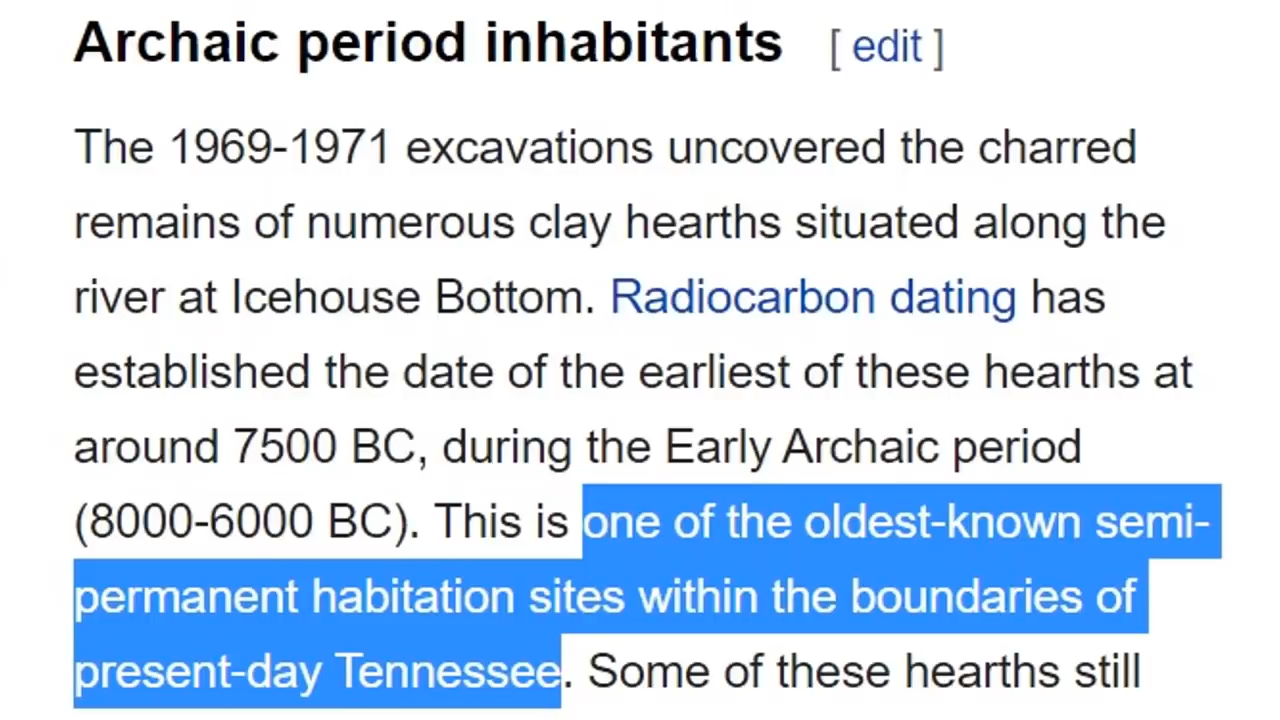 Archaic period inhabitants [ edit ]
The 1969-1971 excavations uncovered the charred
remains of numerous clay hearths situated along the
river at Icehouse Bottom. Radiocarbon dating has
established the date of the earliest of these hearths at
around 7500 BC, during the Early Archaic period
(8000-6000 BC). This is one of the oldest-known semi-
permanent habitation sites within the boundaries of
present-day Tennessee. Some of these hearths still